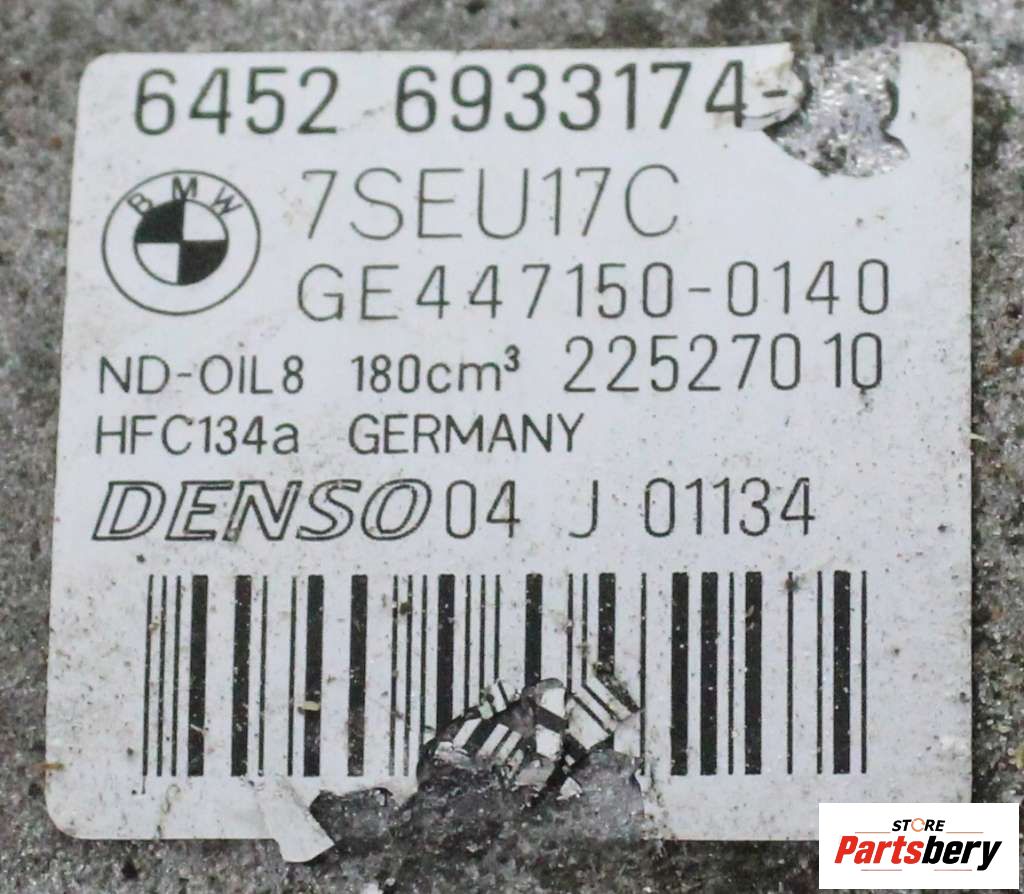 6452 6933174-
BMW
7SEU17C
GE447150-0140
ND-OIL8 180cm³ 22527010
HFC134a GERMANY
DENSO 04 J 01134
STORE
Partsbery